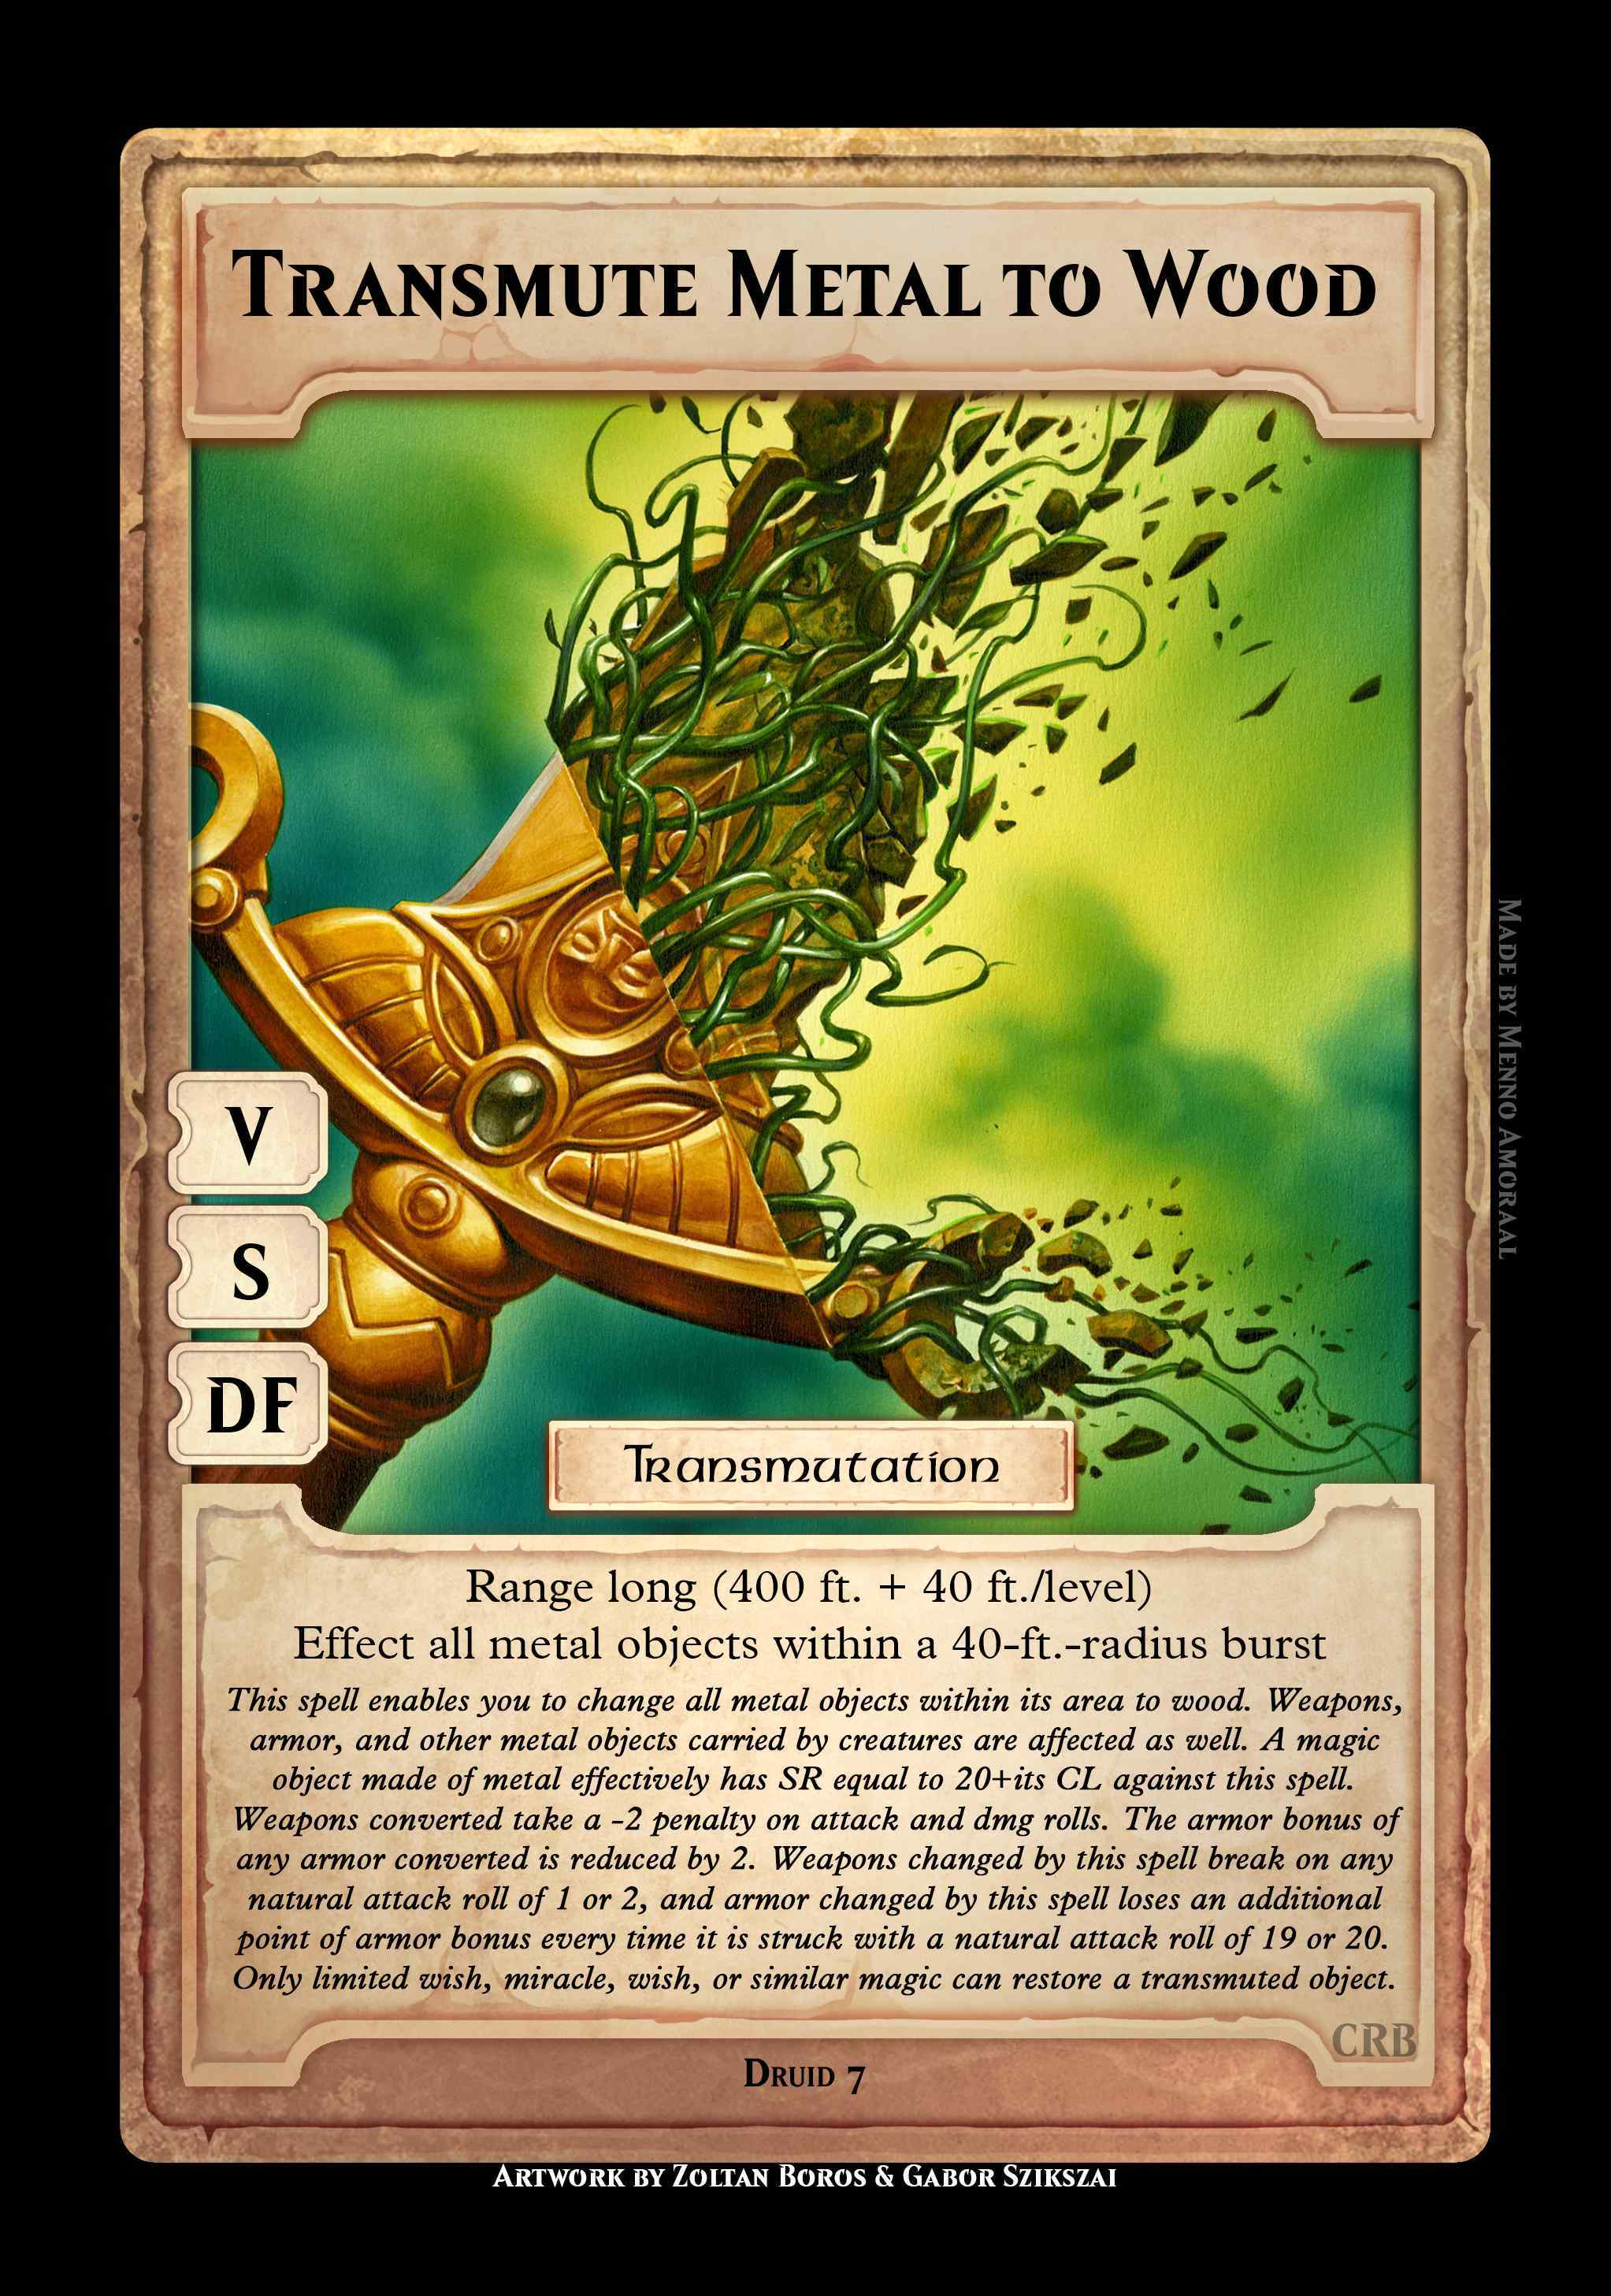 Transmute Metal to Wood
V
S
DF
Transmutation
Range long (400 ft. + 40 ft./level)
Effect all metal objects within a 40-ft.-radius burst
This spell enables you to change all metal objects within its area to wood. Weapons,
armor, and other metal objects carried by creatures are affected as well. A magic
object made of metal effectively has SR equal to 20+its CL against this spell.
Weapons converted take a -2 penalty on attack and dmg rolls. The armor bonus of
any armor converted is reduced by 2. Weapons changed by this spell break on any
natural attack roll of 1 or 2, and armor changed by this spell loses an additional
point of armor bonus every time it is struck with a natural attack roll of 19 or 20.
Only limited wish, miracle, wish, or similar magic can restore a transmuted object.
CRB
Druid 7
Artwork by Zoltan Boros & Gabor Szikszai
Made by Menno Amoraal